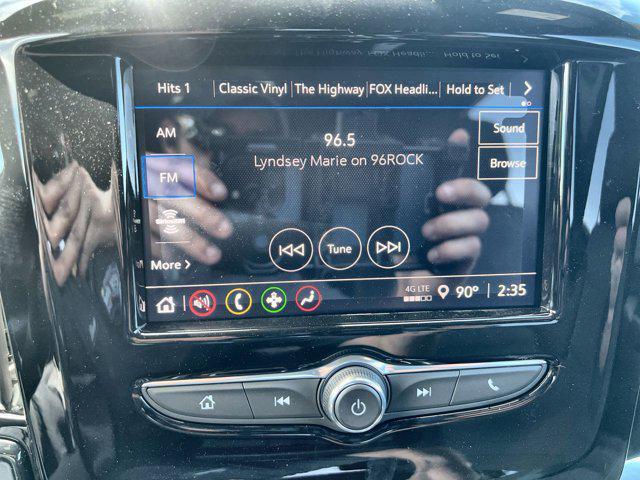 Hits 1 Classic Vinyl The Highway FOX Headli... Hold to Set
AM
96.5
Sound
Lyndsey Marie on 96ROCK
FM
Browse
siriusxm
Tune
More
4G LTE 90° 2:35